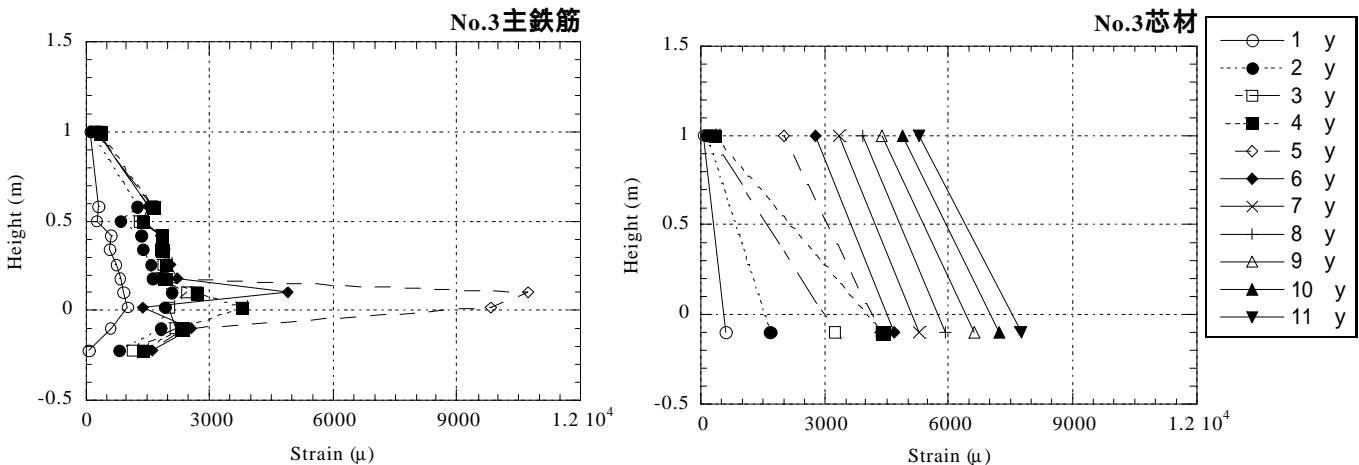 No.3主鉄筋
1.5
1
0.5
0
-0.5
Height (m)
0
3000
6000
9000
1.2 10⁴
Strain (μ)
No.3芯材
1.5
1
0.5
0
-0.5
Height (m)
0
3000
6000
9000
1.2 10⁴
Strain (μ)
1 y
2 y
3 y
4 y
5 y
6 y
7 y
8 y
9 y
10 y
11 y